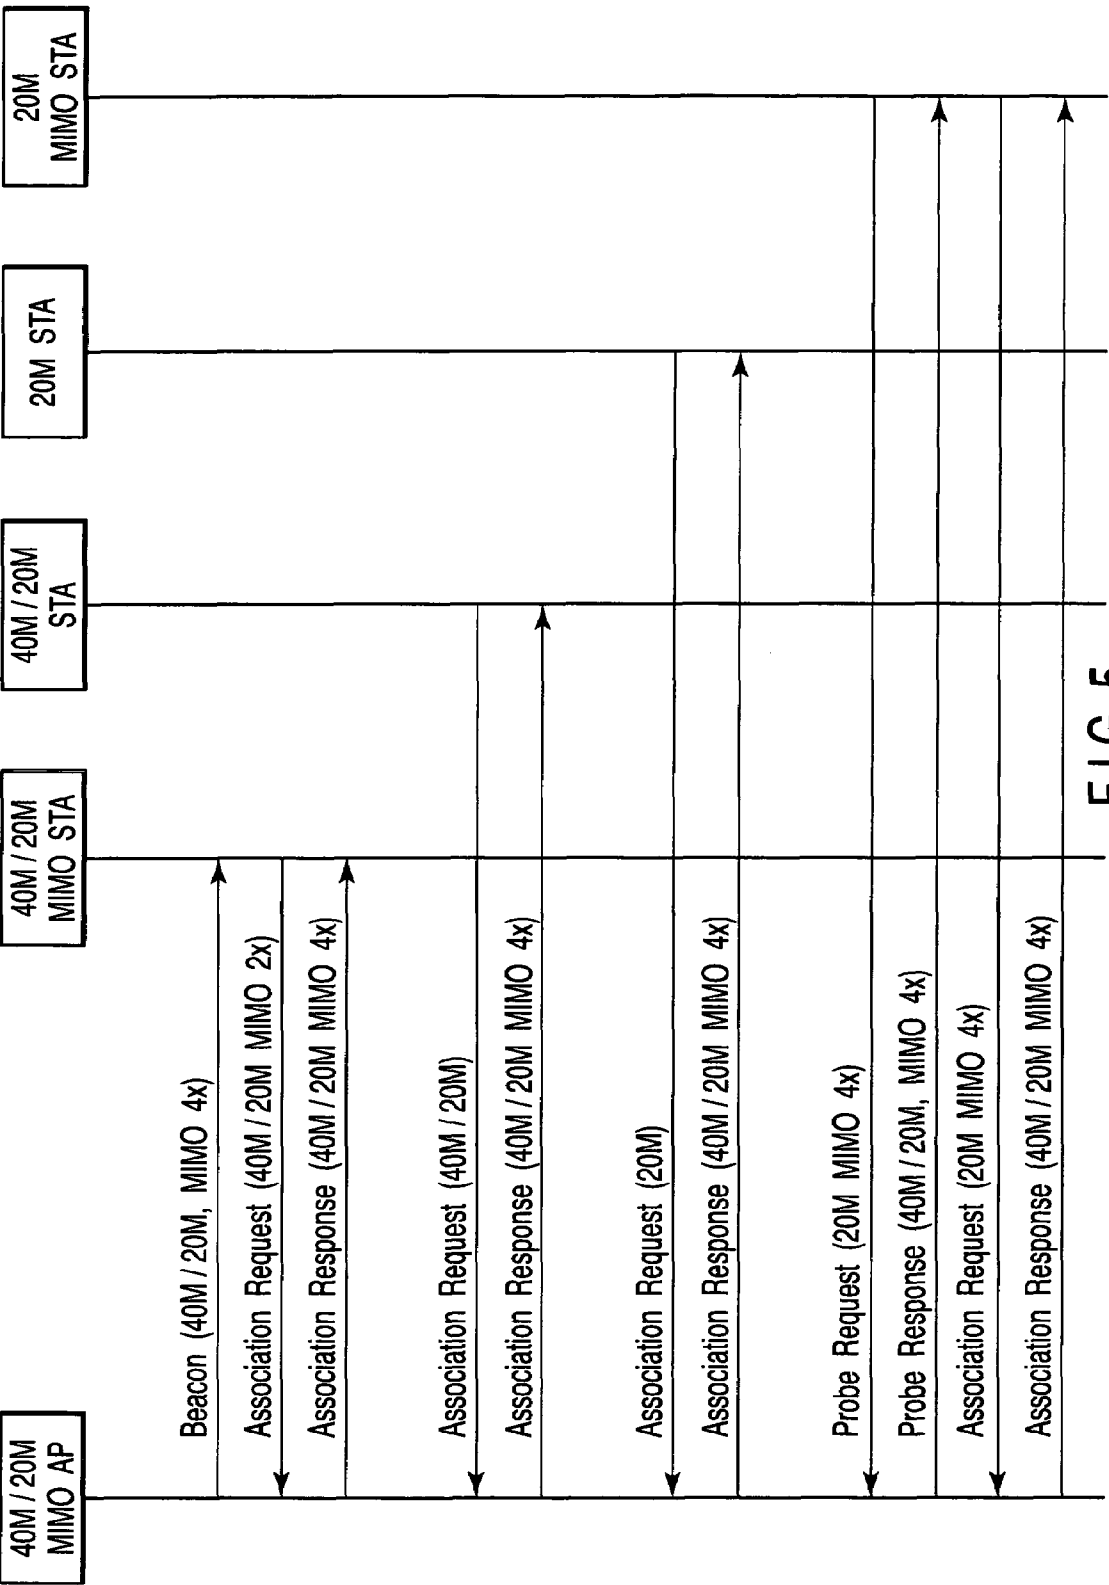 40M / 20M
MIMO AP
40M / 20M
MIMO STA
40M / 20M
STA
20M STA
20M
MIMO STA
Beacon (40M / 20M, MIMO 4x)
Association Request (40M / 20M MIMO 2x)
Association Response (40M / 20M MIMO 4x)
Association Request (40M / 20M)
Association Response (40M / 20M MIMO 4x)
Association Request (20M)
Association Response (40M / 20M MIMO 4x)
Probe Request (20M MIMO 4x)
Probe Response (40M / 20M, MIMO 4x)
Association Request (20M MIMO 4x)
Association Response (40M / 20M MIMO 4x)
FIG. 5